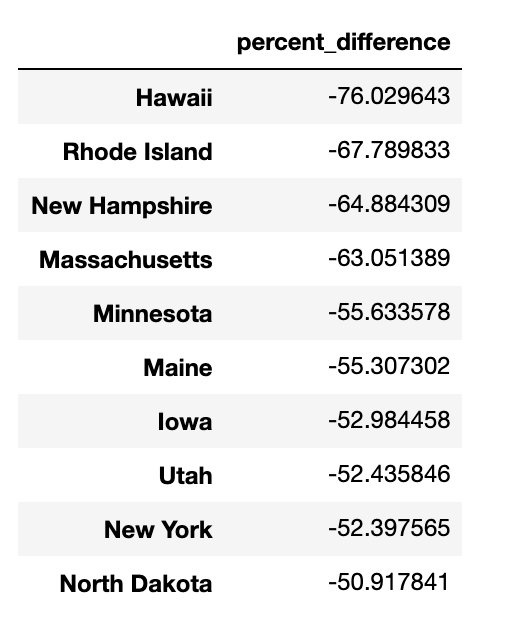 percent_difference
Hawaii -76.029643
Rhode Island -67.789833
New Hampshire -64.884309
Massachusetts -63.051389
Minnesota -55.633578
Maine -55.307302
Iowa -52.984458
Utah -52.435846
New York -52.397565
North Dakota -50.917841